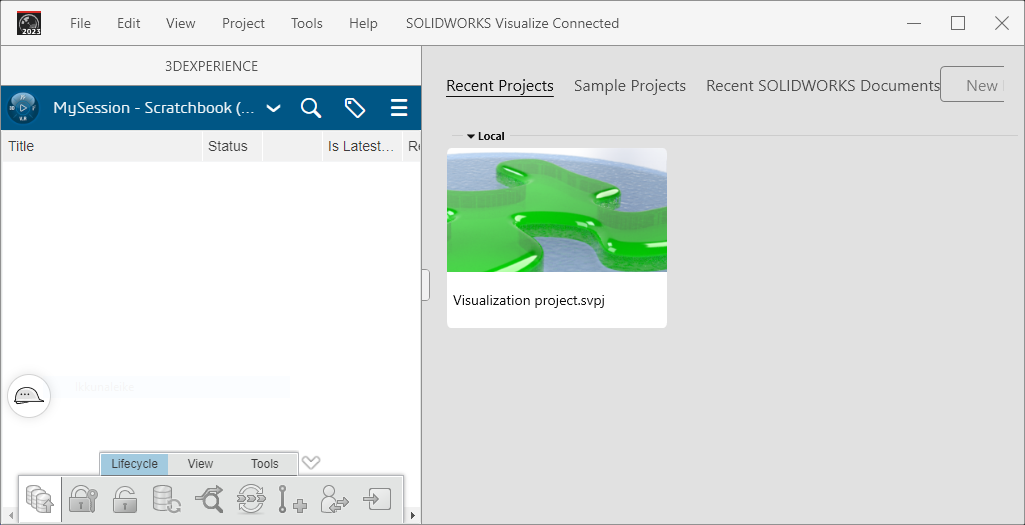 2023
File Edit View Project Tools Help SOLIDWORKS Visualize Connected
3DEXPERIENCE
MySession - Scratchbook (...
Title Status Is Latest... Re
Recent Projects Sample Projects Recent SOLIDWORKS Documents New
Local
Visualization project.svpj
Lifecycle View Tools